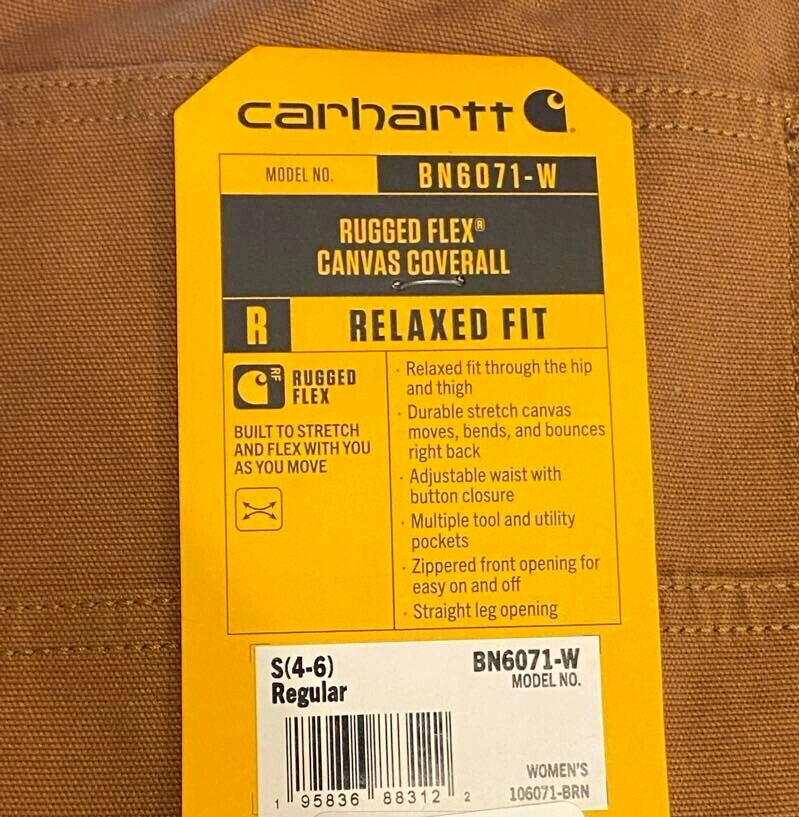 carhartt
MODEL NO. BN6071-W
RUGGED FLEX®
CANVAS COVERALL
R RELAXED FIT
RF
RUGGED
FLEX
BUILT TO STRETCH
AND FLEX WITH YOU
AS YOU MOVE
· Relaxed fit through the hip
and thigh
· Durable stretch canvas
moves, bends, and bounces
right back
· Adjustable waist with
button closure
· Multiple tool and utility
pockets
· Zippered front opening for
easy on and off
· Straight leg opening
S(4-6)
Regular
BN6071-W
MODEL NO.
WOMEN'S
106071-BRN
1 95836 88312 2